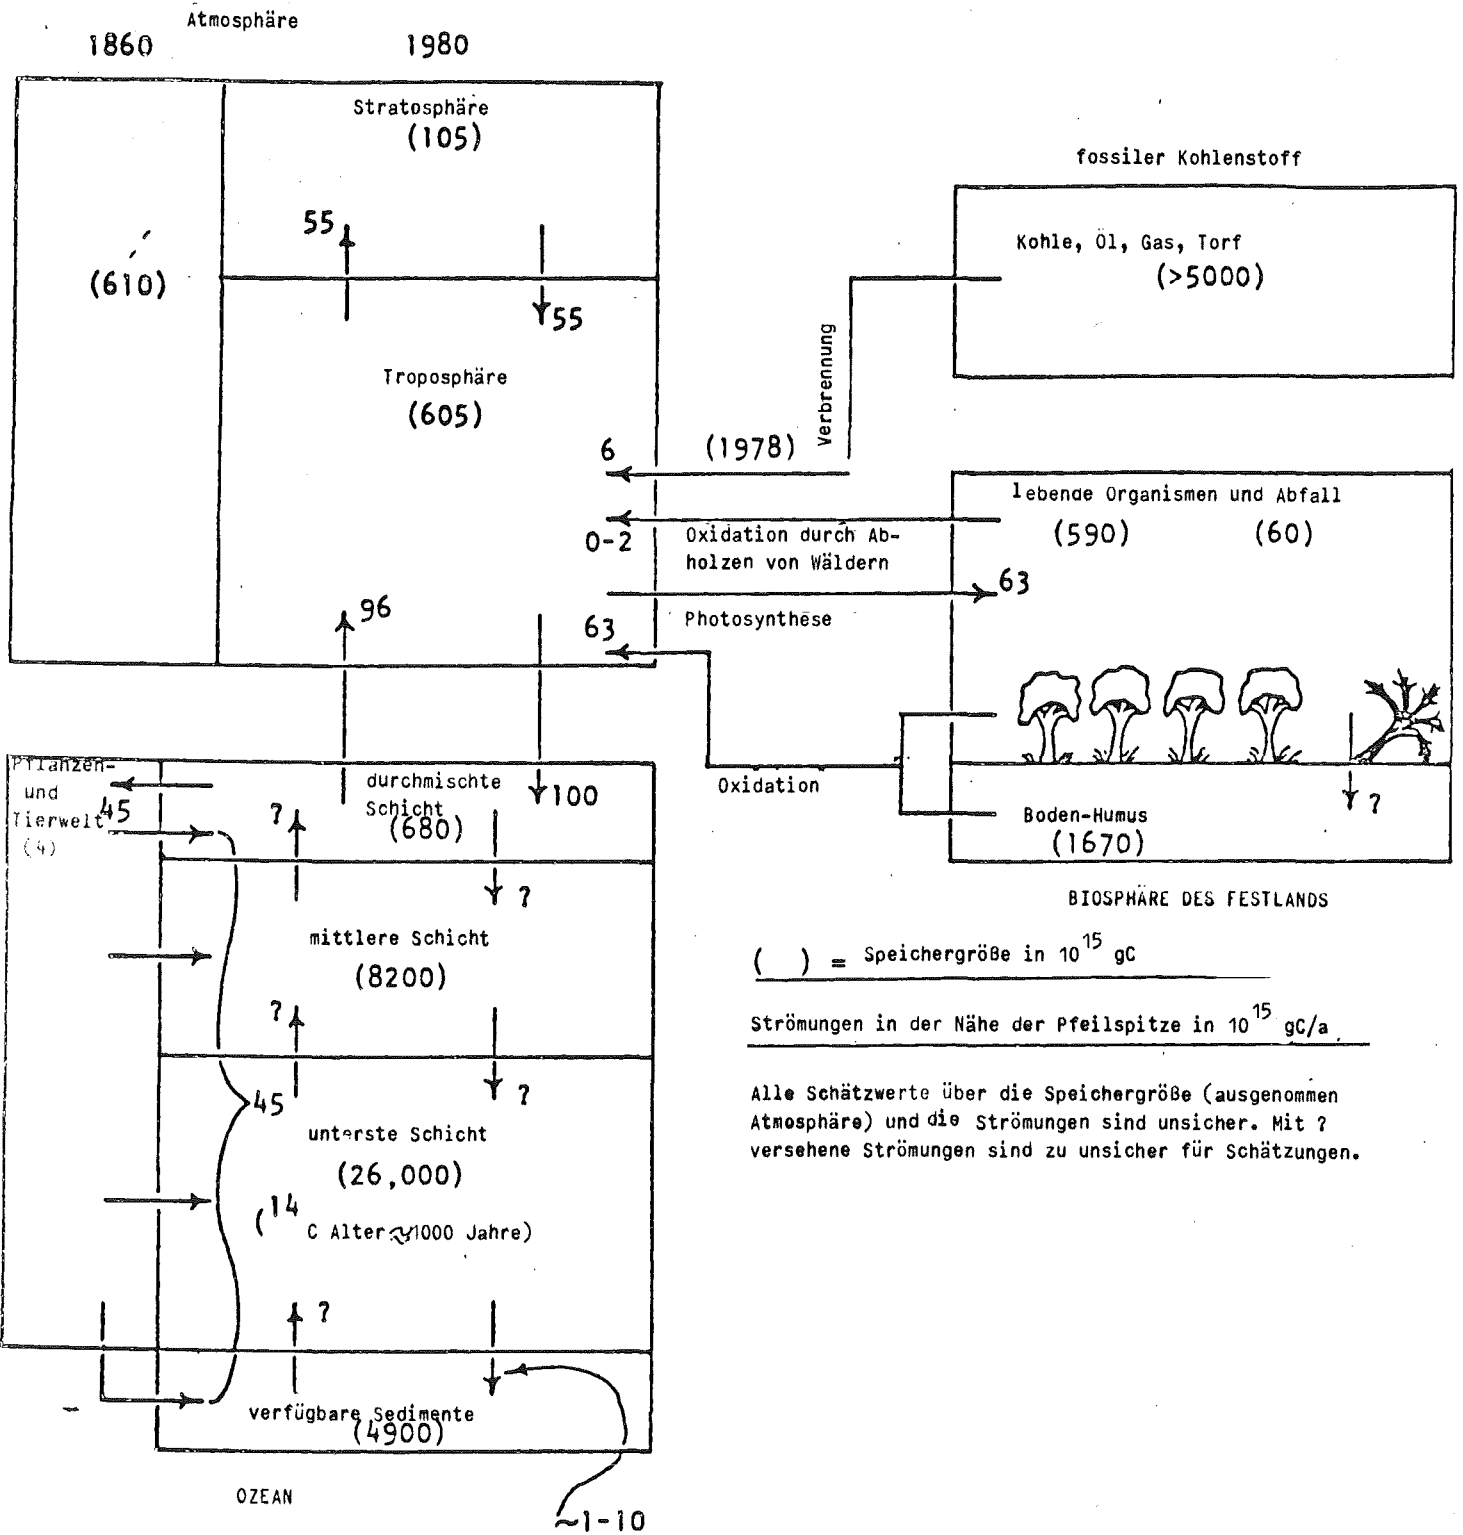 Atmosphäre
1860
1980
Stratosphäre
(105)
55
55
(610)
Troposphäre
(605)
fossiler Kohlenstoff
Kohle, Öl, Gas, Torf
(>5000)
Verbrennung
6
(1978)
0-2
Oxidation durch Ab-
holzen von Wäldern
lebende Organismen und Abfall
(590)
(60)
63
Photosynthese
63
96
100
Oxidation
?
Boden-Humus
(1670)
BIOSPHÄRE DES FESTLANDS
Pflanzen-
und
Tierwelt
(4)
45
durchmischte
Schicht
(680)
?
?
mittlere Schicht
(8200)
?
?
45
unterste Schicht
(26,000)
(14 C Alter ≈1000 Jahre)
?
verfügbare Sedimente
(4900)
OZEAN
~1-10
( ) = Speichergröße in 10^15 gC
Strömungen in der Nähe der Pfeilspitze in 10^15 gC/a
Alle Schätzwerte über die Speichergröße (ausgenommen
Atmosphäre) und die Strömungen sind unsicher. Mit ?
versehene Strömungen sind zu unsicher für Schätzungen.